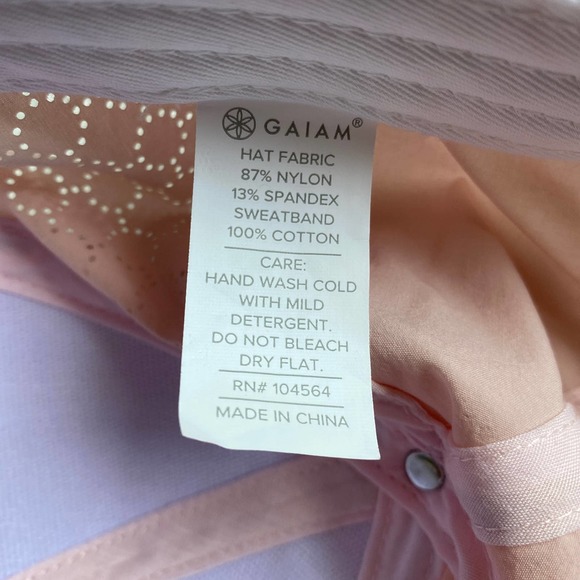 GAIAM®
HAT FABRIC
87% NYLON
13% SPANDEX
SWEATBAND
100% COTTON
CARE:
HAND WASH COLD
WITH MILD
DETERGENT.
DO NOT BLEACH
DRY FLAT.
RN# 104564
MADE IN CHINA